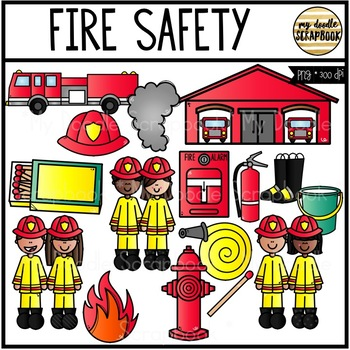 FIRE SAFETY
my doodle
SCRAPBOOK
PNG * 300 dPI
FIRE ALARM